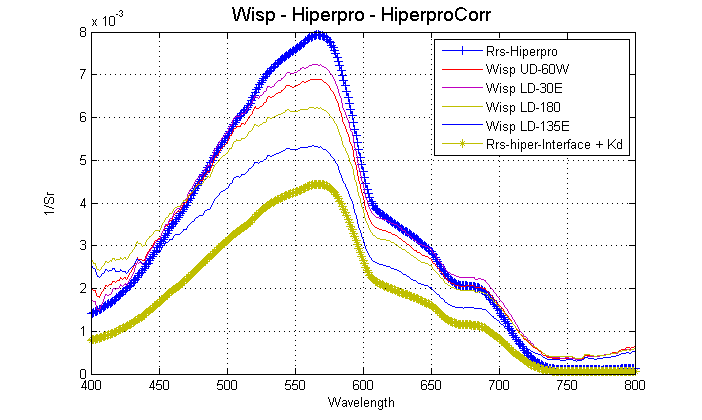 Wisp - Hiperpro - HiperproCorr
8 x 10⁻³
7
6
5
4
3
2
1
0
1/Sr
Rrs-Hiperpro
Wisp UD-60W
Wisp LD-30E
Wisp LD-180
Wisp LD-135E
Rrs-hiper-Interface + Kd
400 450 500 550 600 650 700 750 800
Wavelength